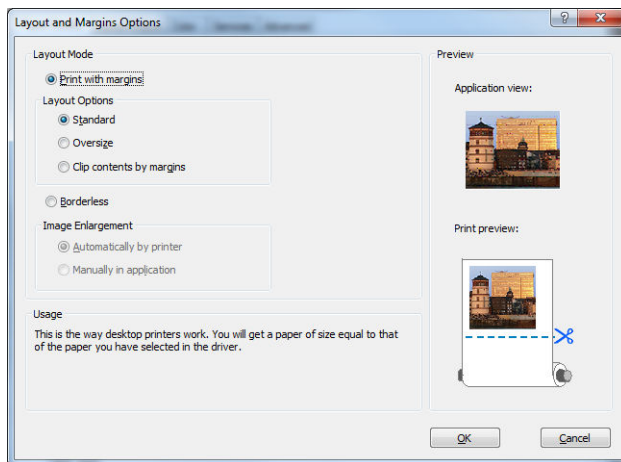 Layout and Margins Options
Layout Mode
Print with margins
Layout Options
Standard
Oversize
Clip contents by margins
Borderless
Image Enlargement
Automatically by printer
Manually in application
Usage
This is the way desktop printers work. You will get a paper of size equal to that
of the paper you have selected in the driver.
Preview
Application view:
Print preview:
OK
Cancel